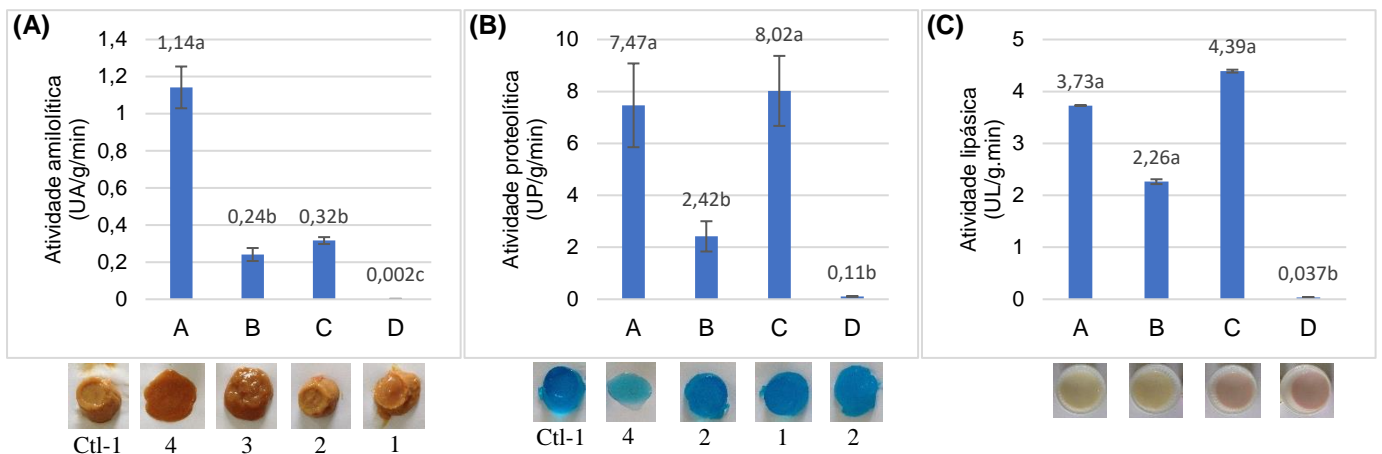 (A)
Atividade amilolítica
(UA/g/min)
1,4
1,2
1
0,8
0,6
0,4
0,2
0
1,14a
0,24b
0,32b
0,002c
A B C D
Ctl-1 4 3 2 1
(B)
Atividade proteolítica
(UP/g/min)
10
8
6
4
2
0
7,47a
2,42b
8,02a
0,11b
A B C D
Ctl-1 4 2 1 2
(C)
Atividade lipásica
(UL/g.min)
5
4
3
2
1
0
3,73a
2,26a
4,39a
0,037b
A B C D